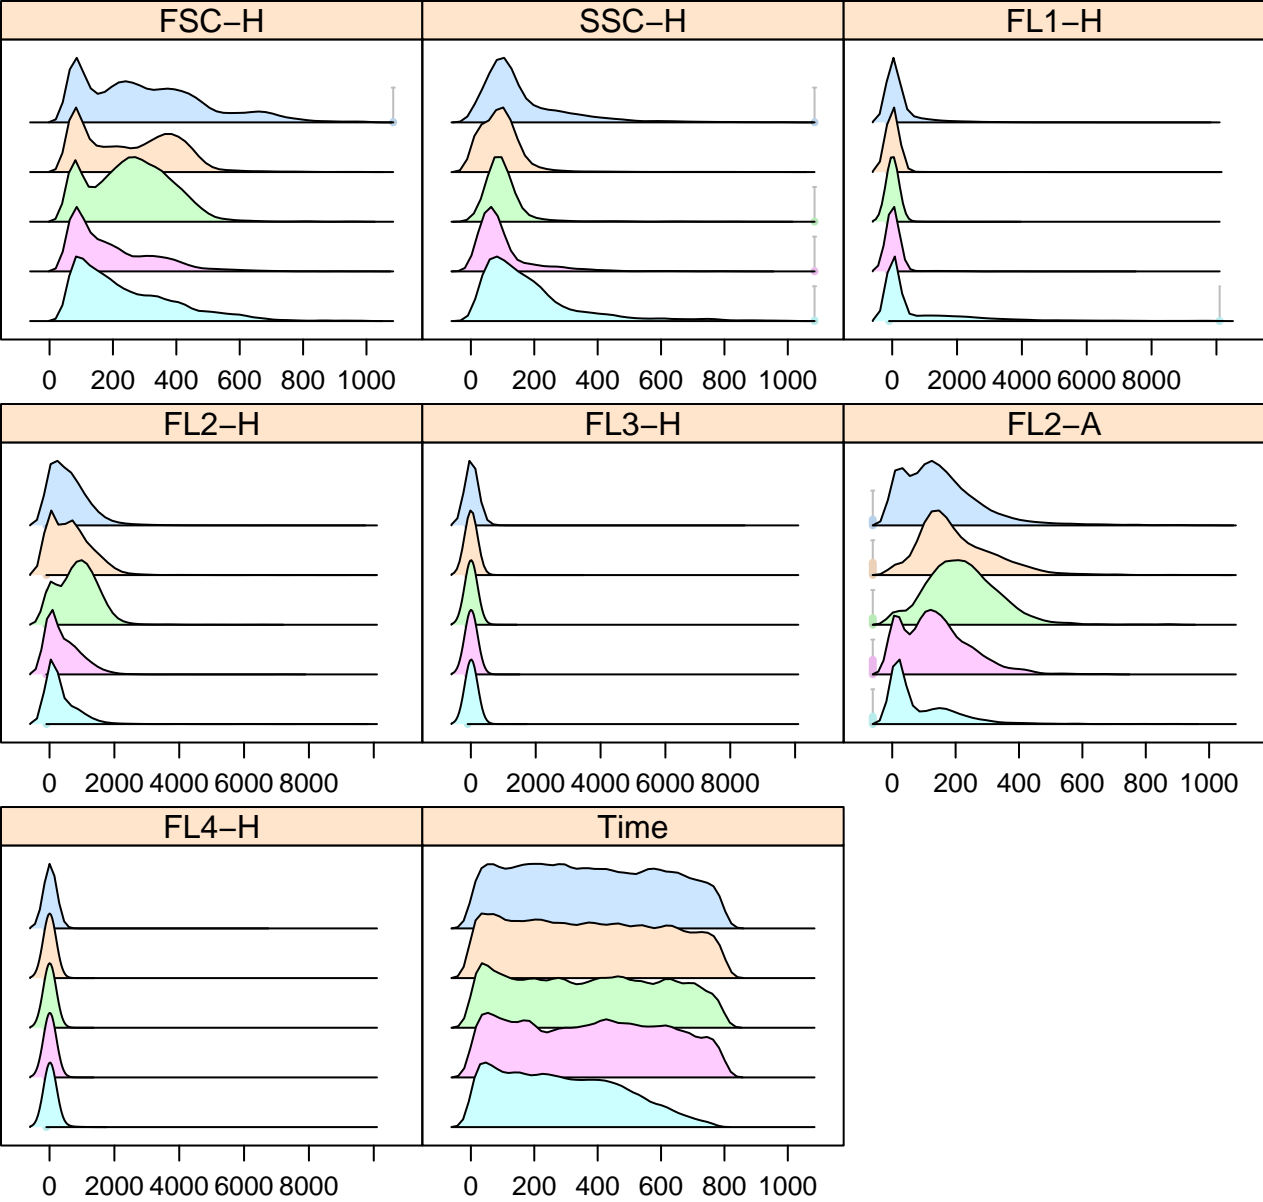 FSC−H SSC−H FL1−H
0 200 400 600 800 1000 0 200 400 600 800 1000 0 2000 4000 6000 8000
FL2−H FL3−H FL2−A
0 2000 4000 6000 8000 0 2000 4000 6000 8000 0 200 400 600 800 1000
FL4−H Time
0 2000 4000 6000 8000 0 200 400 600 800 1000